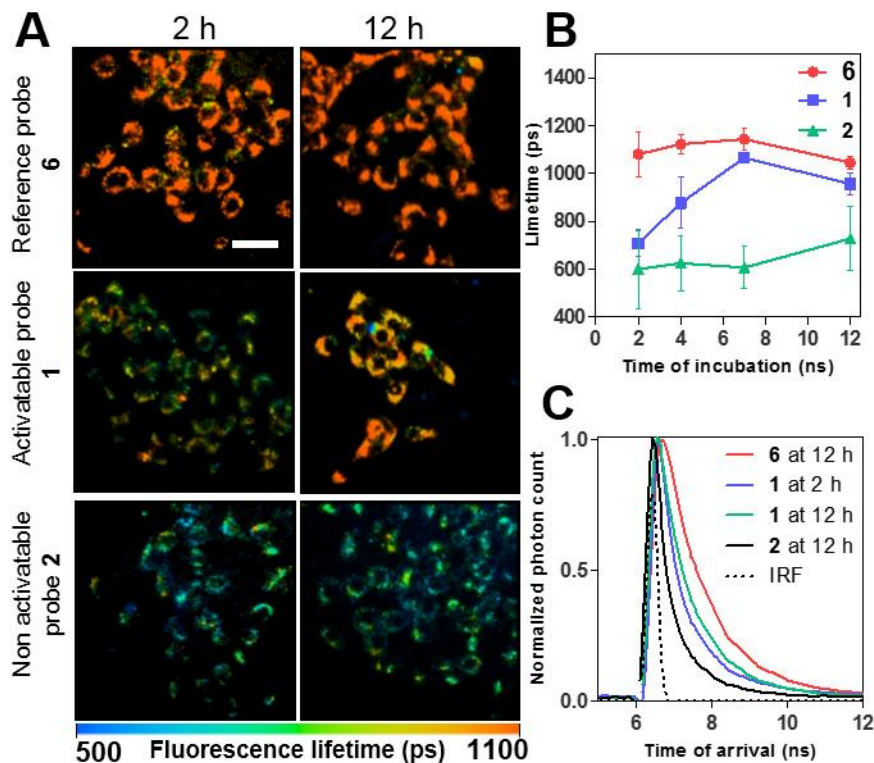 A
2 h
12 h
Reference probe
6
Activatable probe
1
Non activatable
probe 2
500 Fluorescence lifetime (ps) 1100
B
6
1
2
1400
1200
1000
800
600
400
Limetime (ps)
0 2 4 6 8 10 12
Time of incubation (ns)
C
6 at 12 h
1 at 2 h
1 at 12 h
2 at 12 h
IRF
1.0
0.5
0.0
Normalized photon count
6 8 10 12
Time of arrival (ns)